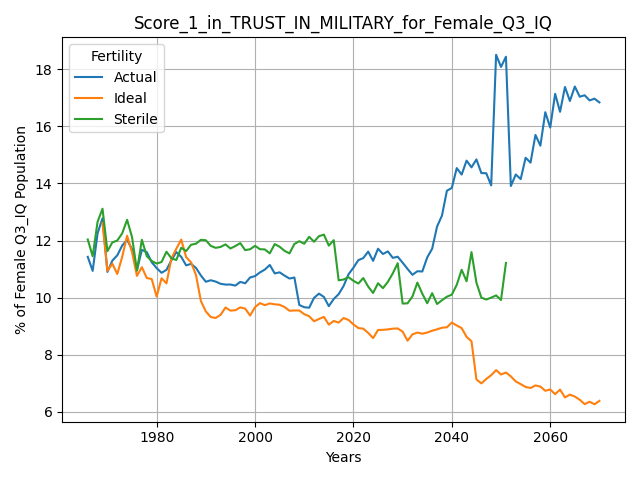 Score_1_in_TRUST_IN_MILITARY_for_Female_Q3_IQ
Fertility
Actual
Ideal
Sterile
% of Female Q3_IQ Population
18
16
14
12
10
8
6
1980
2000
2020
2040
2060
Years